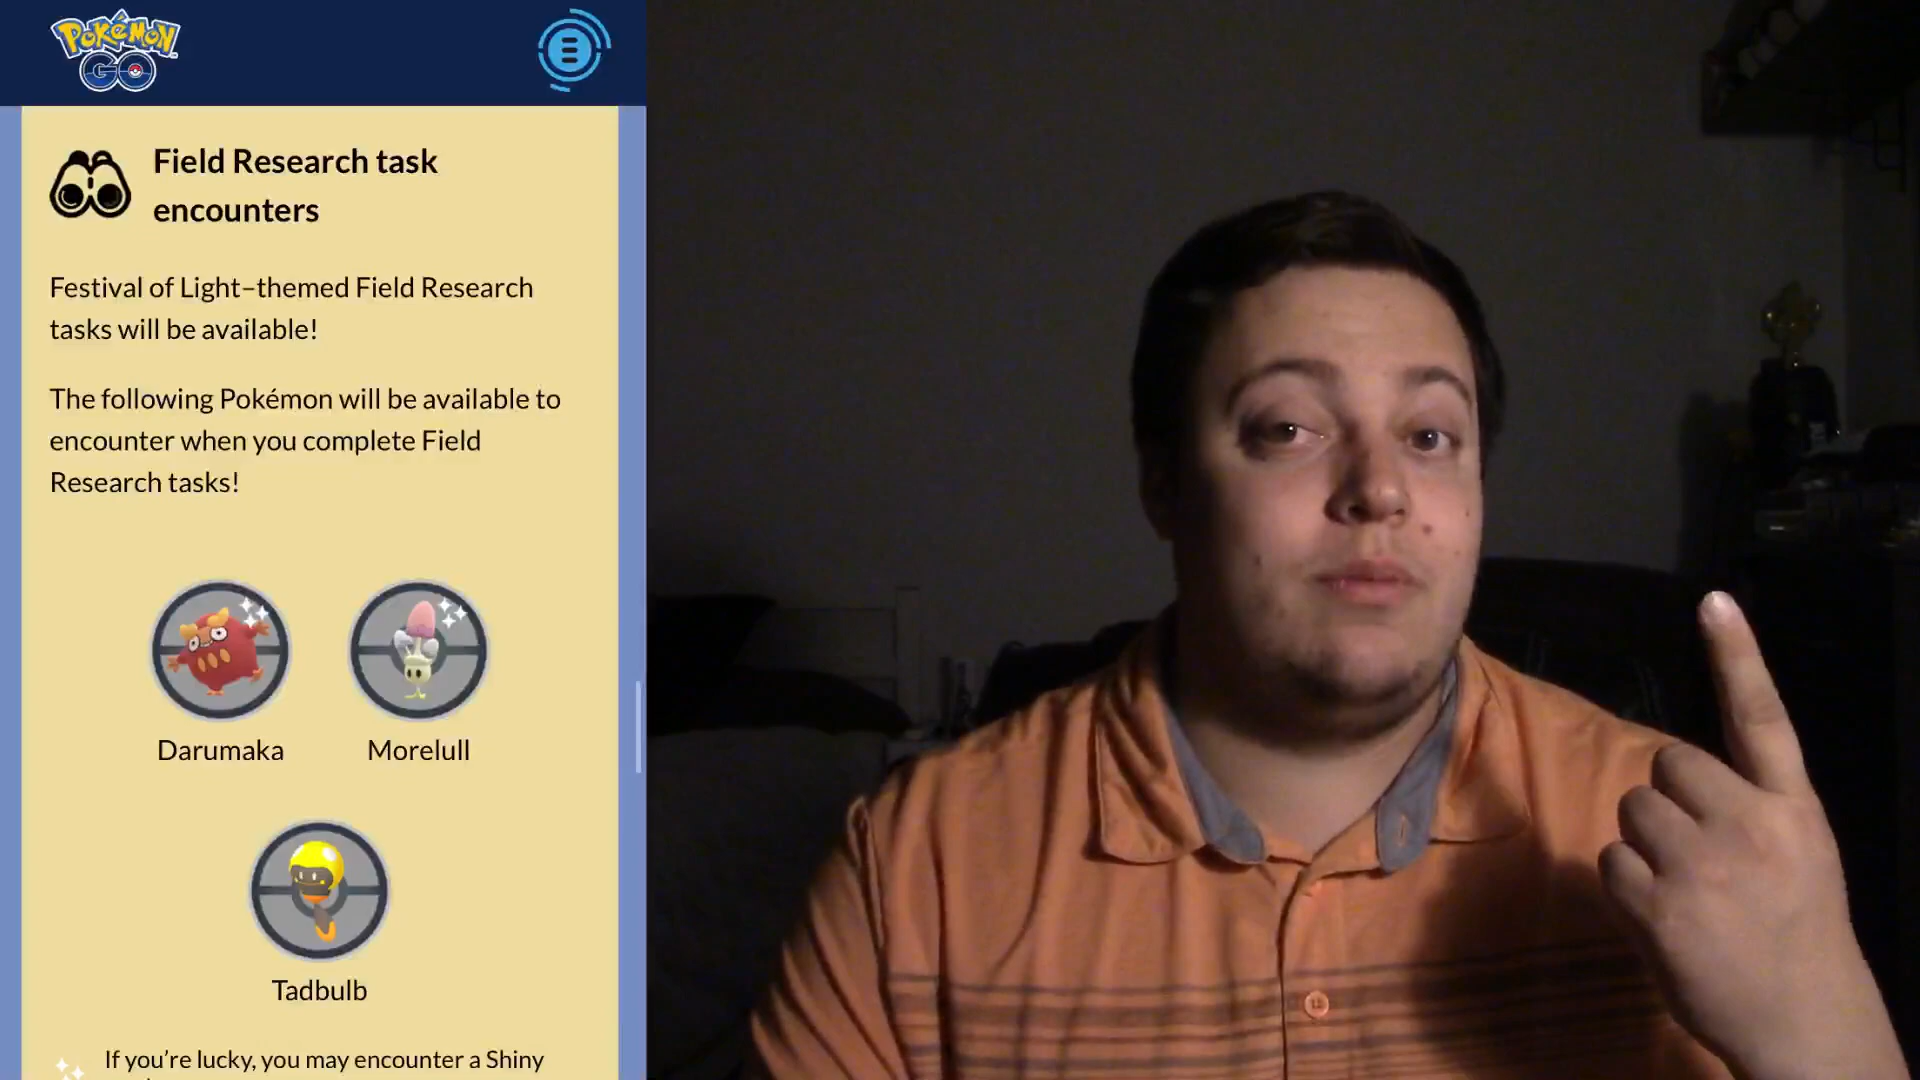 POKÉMON
GO
Field Research task
encounters
Festival of Light–themed Field Research
tasks will be available!
The following Pokémon will be available to
encounter when you complete Field
Research tasks!
Darumaka Morelull
Tadbulb
If you’re lucky, you may encounter a Shiny